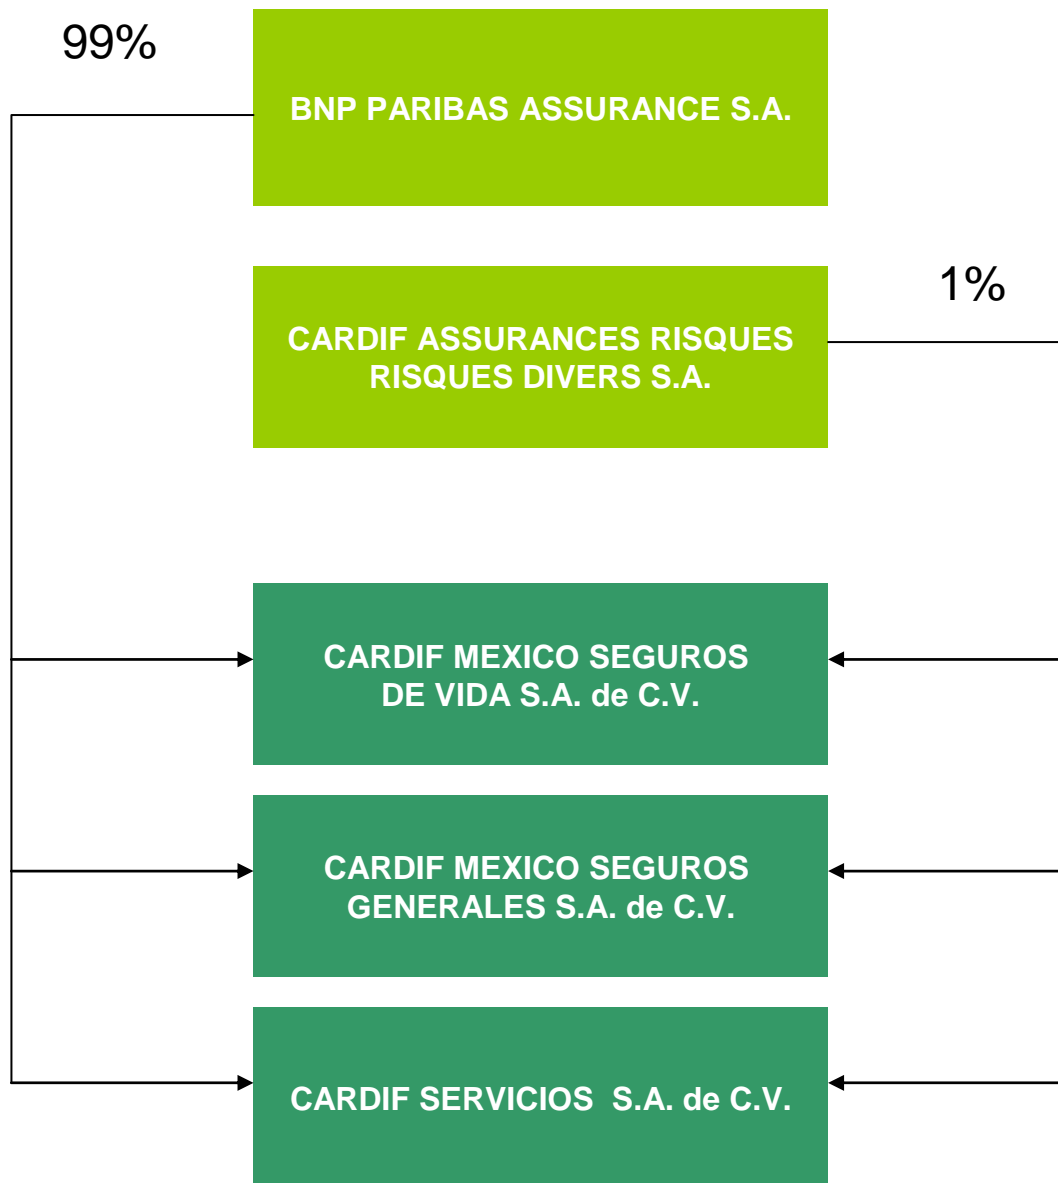 99%
BNP PARIBAS ASSURANCE S.A.
1%
CARDIF ASSURANCES RISQUES
RISQUES DIVERS S.A.
CARDIF MEXICO SEGUROS
DE VIDA S.A. de C.V.
CARDIF MEXICO SEGUROS
GENERALES S.A. de C.V.
CARDIF SERVICIOS  S.A. de C.V.